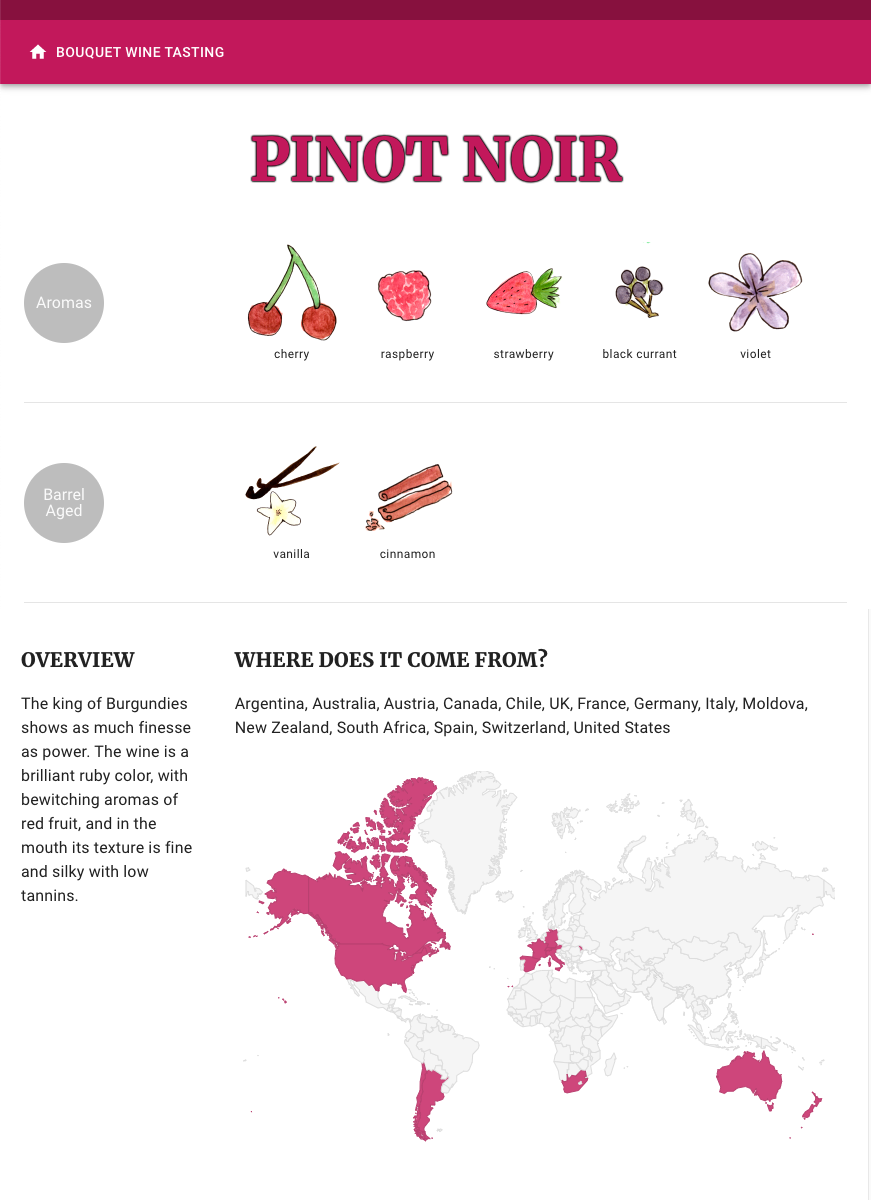 BOUQUET WINE TASTING
PINOT NOIR
Aromas
cherry
raspberry
strawberry
black currant
violet
Barrel
Aged
vanilla
cinnamon
OVERVIEW
The king of Burgundies
shows as much finesse
as power. The wine is a
brilliant ruby color, with
bewitching aromas of
red fruit, and in the
mouth its texture is fine
and silky with low
tannins.
WHERE DOES IT COME FROM?
Argentina, Australia, Austria, Canada, Chile, UK, France, Germany, Italy, Moldova,
New Zealand, South Africa, Spain, Switzerland, United States